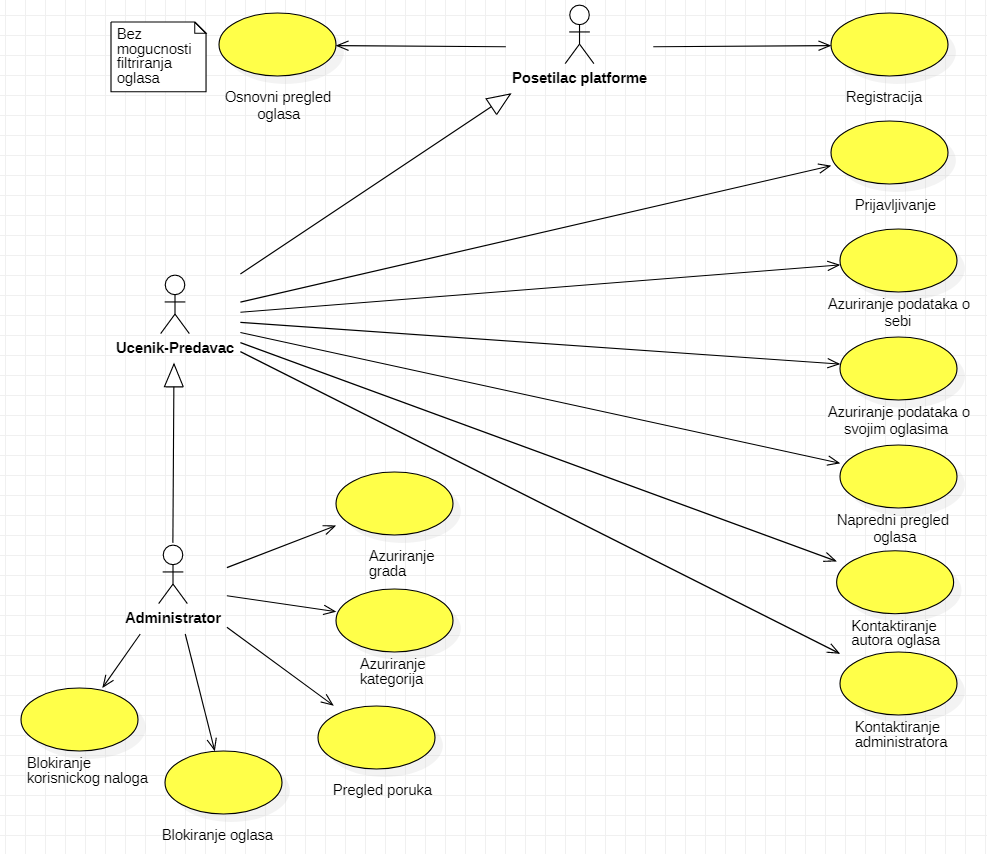 Bez
mogucnosti
filtriranja
oglasa
Osnovni pregled
oglasa
Posetilac platforme
Registracija
Prijavljivanje
Azuriranje podataka o
sebi
Ucenik-Predavac
Azuriranje podataka o
svojim oglasima
Napredni pregled
oglasa
Azuriranje
grada
Administrator
Kontaktiranje
autora oglasa
Azuriranje
kategorija
Kontaktiranje
administratora
Blokiranje
korisnickog naloga
Pregled poruka
Blokiranje oglasa